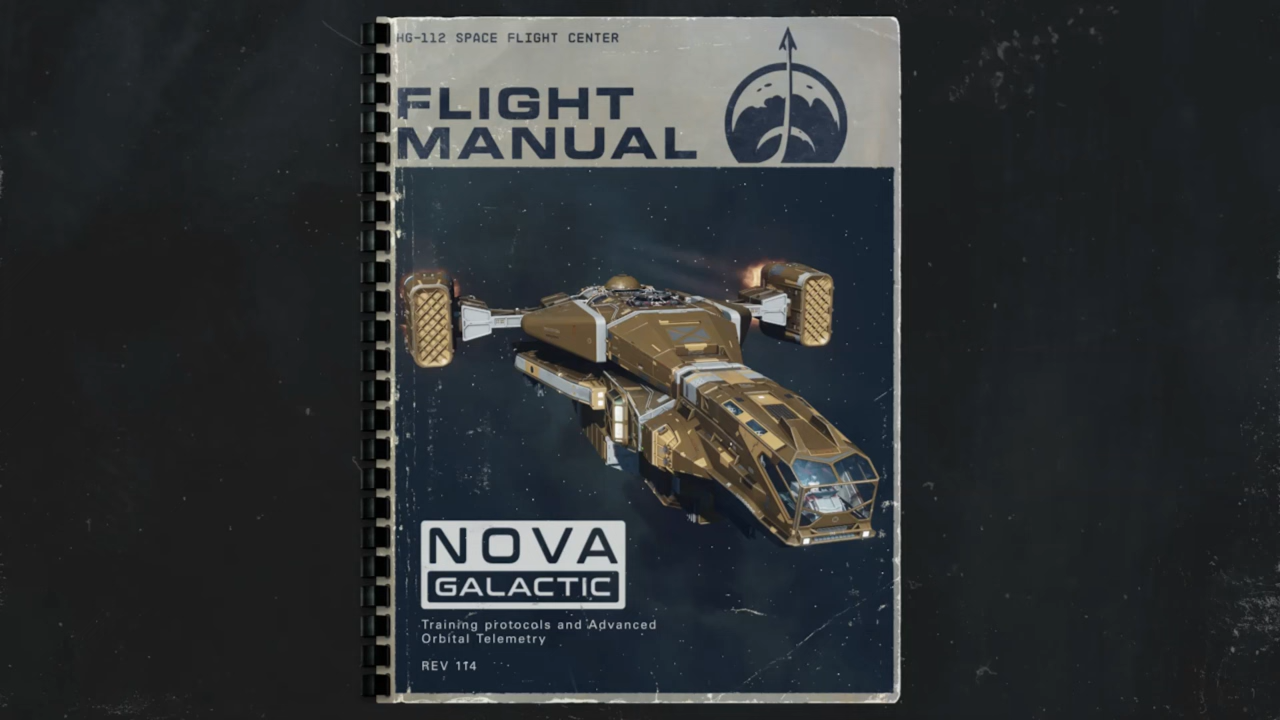 HG-112 SPACE FLIGHT CENTER
FLIGHT
MANUAL
NOVA
GALACTIC
Training protocols and Advanced
Orbital Telemetry
REV 114